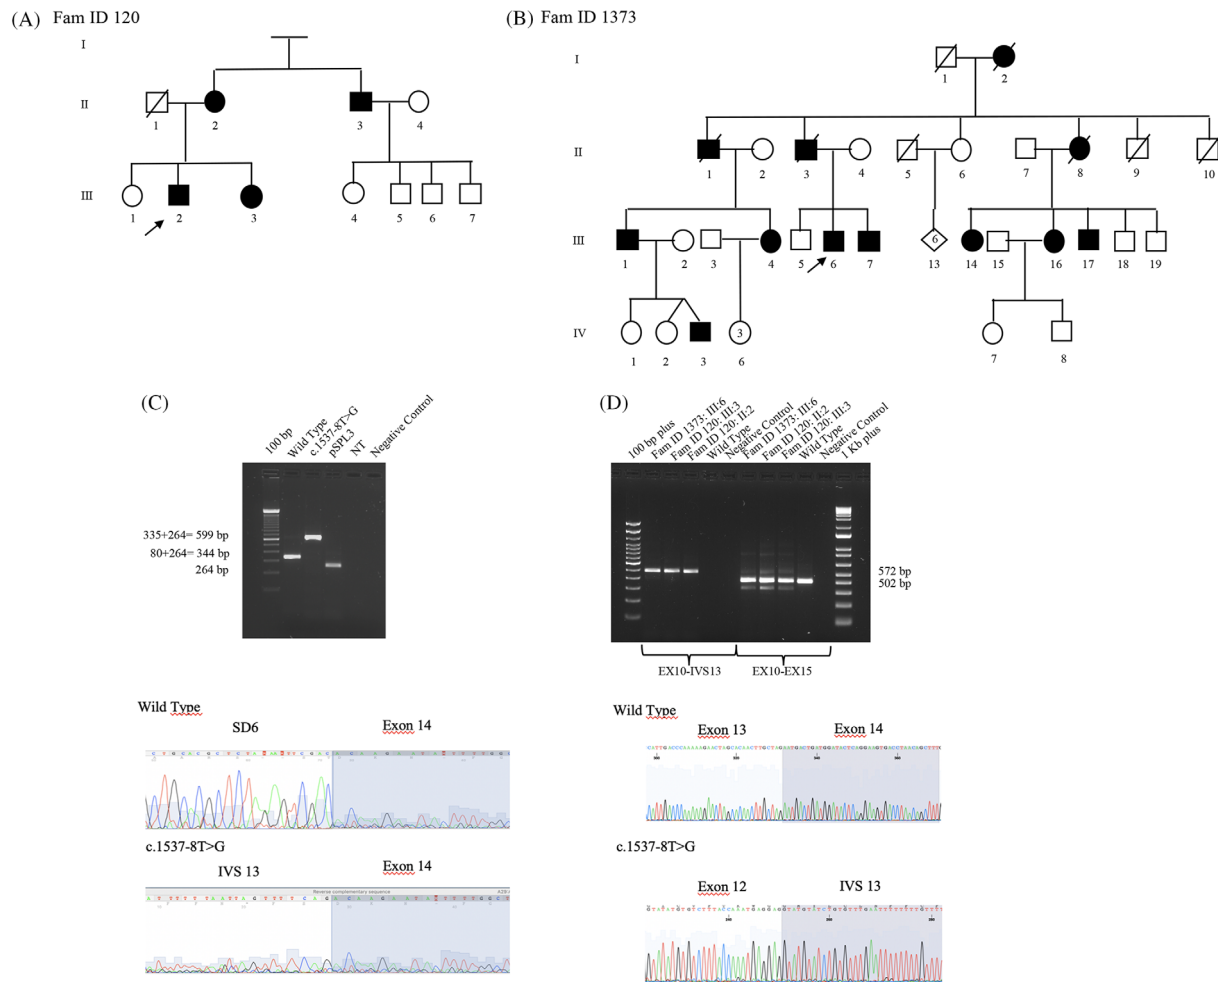 (A) Fam ID 120
I
II
1
2
3
4
III
1
2
3
4
5
6
7
(B) Fam ID 1373
I
1
2
II
1
2
3
4
5
6
7
8
9
10
III
6
1
2
3
4
5
6
7
13
14
15
16
17
18
19
IV
3
1
2
3
6
7
8
(C)
100 bp
Wild Type
c.1537-8T>G
pSPL3
NT
Negative Control
335+264= 599 bp
80+264= 344 bp
264 bp
Wild Type
SD6
Exon 14
c.1537-8T>G
IVS 13
Exon 14
Reverse complementary sequence
(D)
100 bp plus
Fam ID 1373: III:6
Fam ID 120: III:3
Fam ID 120: II:2
Wild Type
Negative Control
Fam ID 1373: III:6
Fam ID 120: II:2
Fam ID 120: III:3
Wild Type
Negative Control
1 Kb plus
572 bp
502 bp
EX10-IVS13
EX10-EX15
Wild Type
Exon 13
Exon 14
c.1537-8T>G
Exon 12
IVS 13